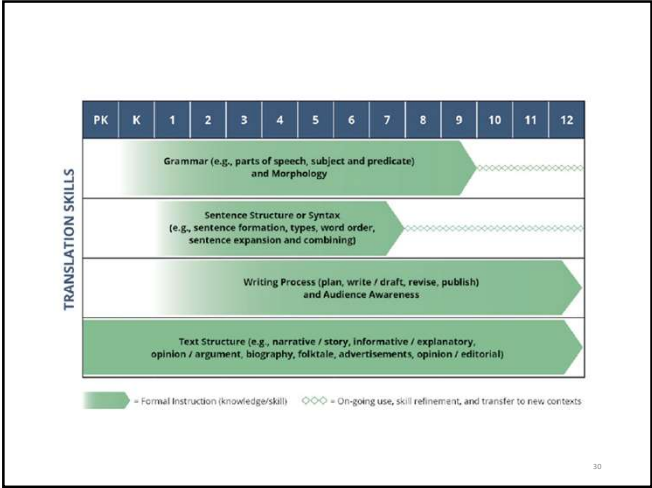 PK K 1 2 3 4 5 6 7 8 9 10 11 12
TRANSLATION SKILLS
Grammar (e.g., parts of speech, subject and predicate)
and Morphology
Sentence Structure or Syntax
(e.g., sentence formation, types, word order,
sentence expansion and combining)
Writing Process (plan, write / draft, revise, publish)
and Audience Awareness
Text Structure (e.g., narrative / story, informative / explanatory,
opinion / argument, biography, folktale, advertisements, opinion / editorial)
= Formal Instruction (knowledge/skill) = On-going use, skill refinement, and transfer to new contexts
30